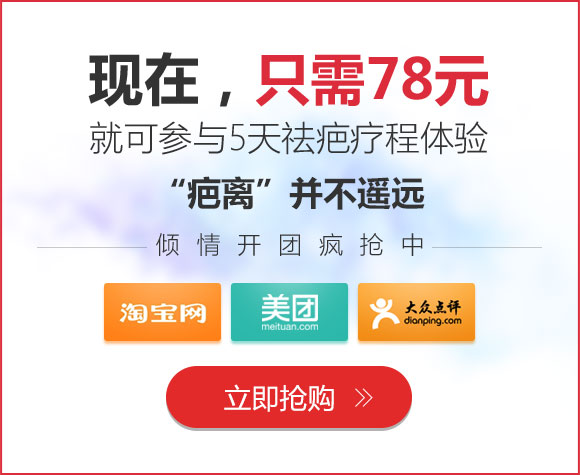 现在，只需78元
就可参与5天祛疤疗程体验
“疤离”并不遥远
倾情开团疯抢中
淘宝网 美团 大众点评
meituan.com dianping.com
立即抢购 »